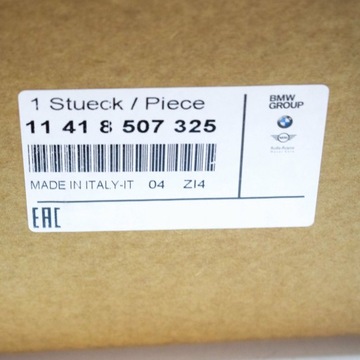 1 Stueck / Piece
11 41 8 507 325
MADE IN ITALY-IT 04 ZI4
EAC
BMW
GROUP